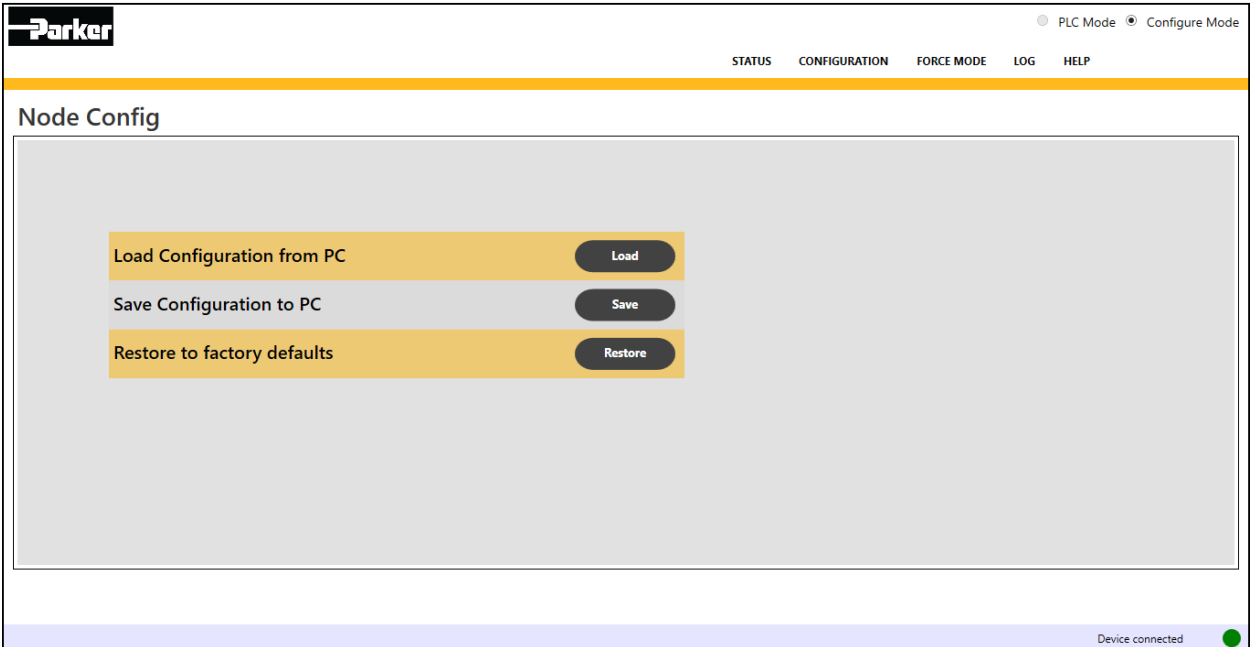 Parker
PLC Mode Configure Mode
STATUS CONFIGURATION FORCE MODE LOG HELP
Node Config
Load Configuration from PC Load
Save Configuration to PC Save
Restore to factory defaults Restore
Device connected